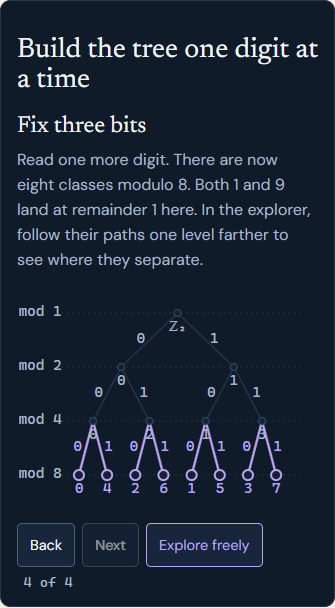 Build the tree one digit at
a time
Fix three bits
Read one more digit. There are now
eight classes modulo 8. Both 1 and 9
land at remainder 1 here. In the explorer,
follow their paths one level farther to
see where they separate.
mod 1
ℤ₂
0 1
mod 2
0 1
0 1 0 1
mod 4
0 2 1 3
0 1 0 1 0 1 0 1
mod 8
0 4 2 6 1 5 3 7
Back Next Explore freely
4 of 4